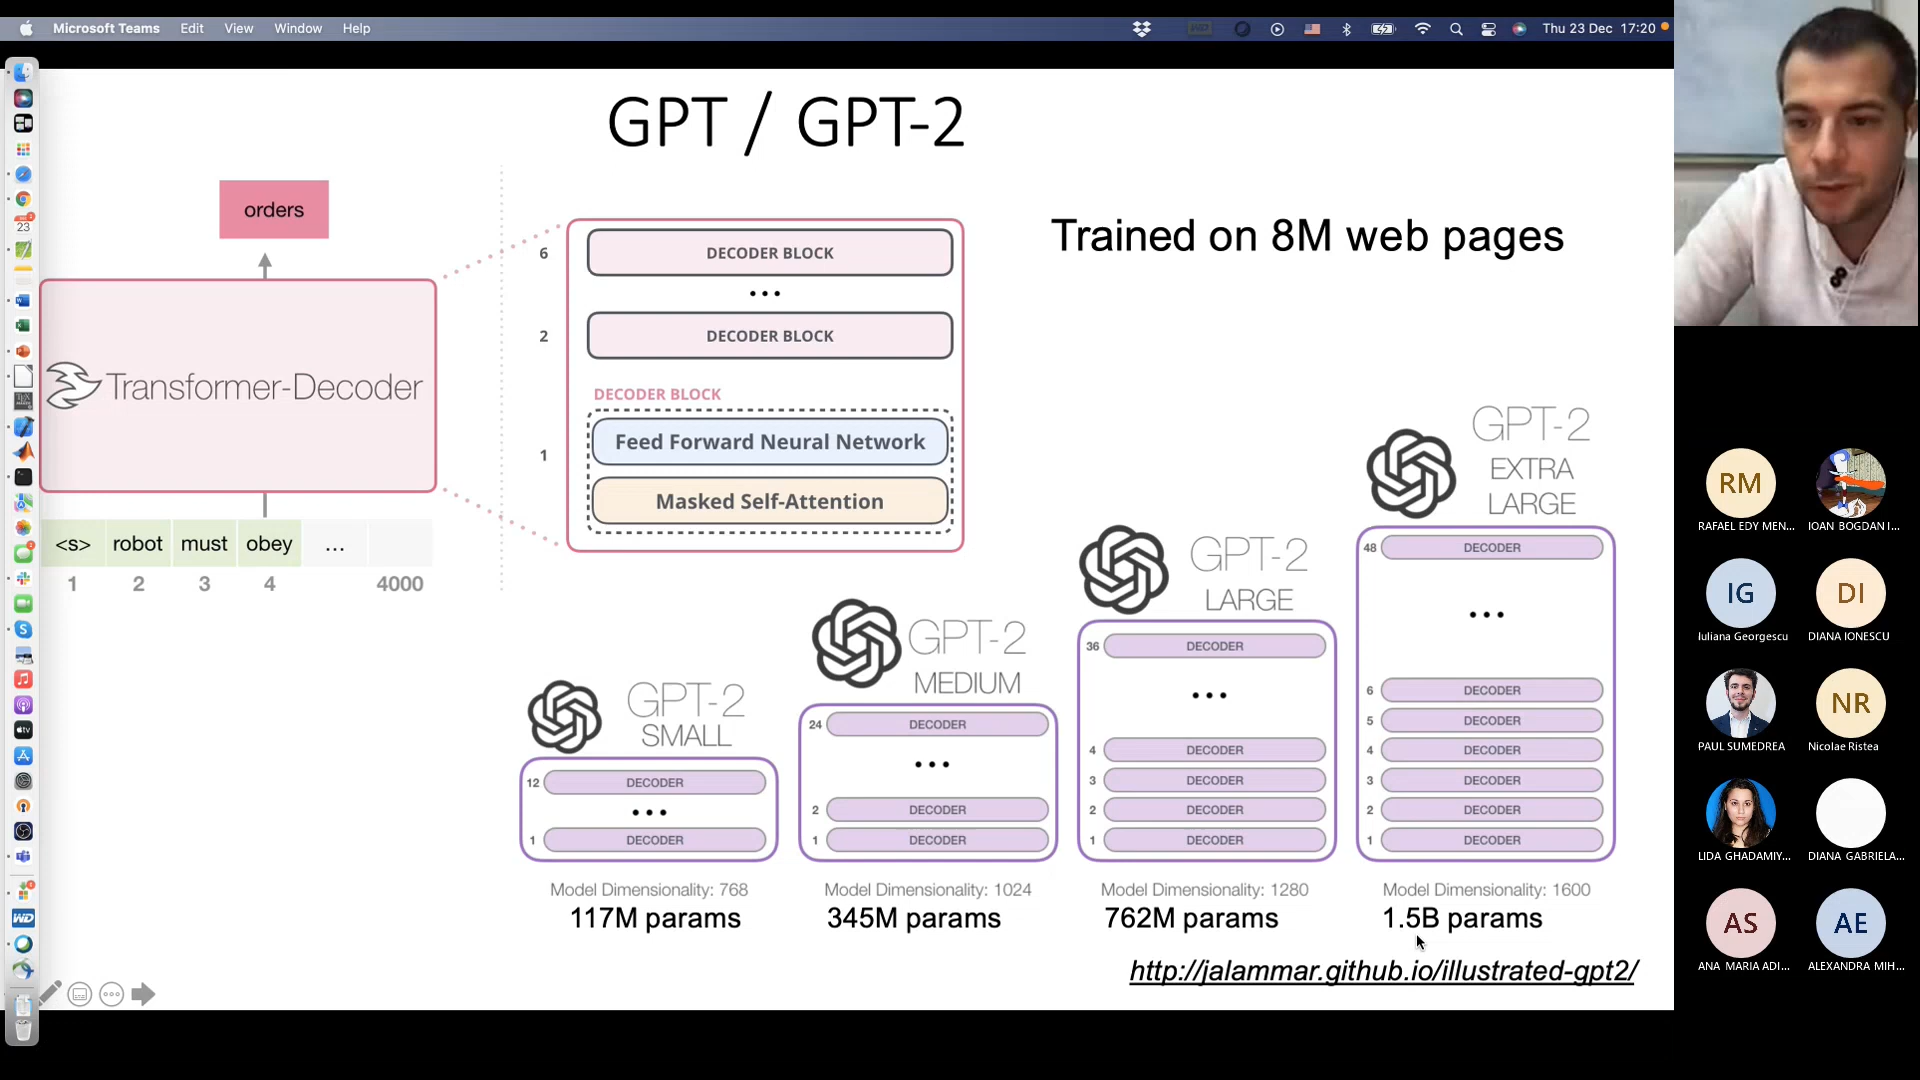 Microsoft Teams Edit View Window Help
Thu 23 Dec 17:20
GPT / GPT-2
orders
Transformer-Decoder
<s> robot must obey ...
1 2 3 4 4000
6 DECODER BLOCK
...
2 DECODER BLOCK
DECODER BLOCK
Feed Forward Neural Network
1
Masked Self-Attention
Trained on 8M web pages
GPT-2
SMALL
12 DECODER
...
1 DECODER
Model Dimensionality: 768
117M params
GPT-2
MEDIUM
24 DECODER
...
2 DECODER
1 DECODER
Model Dimensionality: 1024
345M params
GPT-2
LARGE
36 DECODER
...
4 DECODER
3 DECODER
2 DECODER
1 DECODER
Model Dimensionality: 1280
762M params
GPT-2
EXTRA
LARGE
48 DECODER
...
6 DECODER
5 DECODER
4 DECODER
3 DECODER
2 DECODER
1 DECODER
Model Dimensionality: 1600
1.5B params
http://jalammar.github.io/illustrated-gpt2/
RM
RAFAEL EDY MEN...
IOAN BOGDAN I...
IG
Iuliana Georgescu
DI
DIANA IONESCU
PAUL SUMEDREA
NR
Nicolae Ristea
LIDA GHADAMIY...
DIANA GABRIELA...
AS
ANA MARIA ADI...
AE
ALEXANDRA MIH...
23
tv
WD